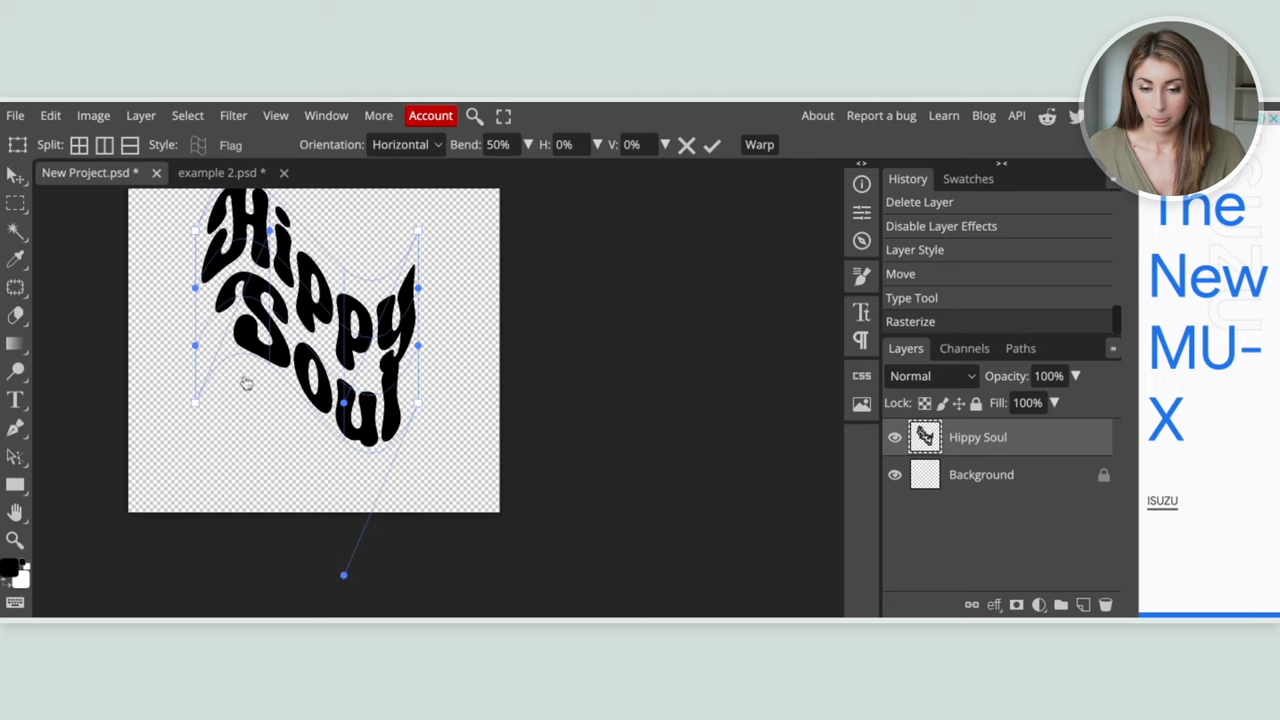 File Edit Image Layer Select Filter View Window More Account About Report a bug Learn Blog API
Split: Style: Flag Orientation: Horizontal Bend: 50% H: 0% V: 0% Warp
New Project.psd * example 2.psd *
Hippy
Soul
History Swatches
Delete Layer
Disable Layer Effects
Layer Style
Move
Type Tool
Rasterize
Layers Channels Paths
CSS
Normal Opacity: 100%
Lock: Fill: 100%
Hippy Soul
Background
eff
The
New
MU-
X
ISUZU
ISUZU